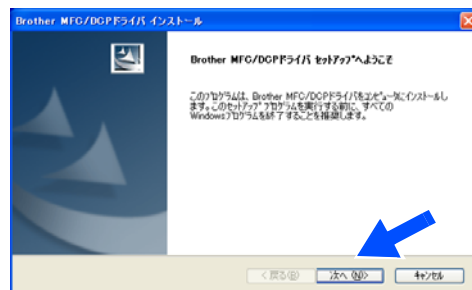 Brother MFC/DCPドライバ インストール
Brother MFC/DCPドライバ セットアップへようこそ
このプログラムは、Brother MFC/DCPドライバをコンピュータにインストールし
ます。このセットアップ プログラムを実行する前に、すべての
Windowsプログラムを終了することを推奨します。
< 戻る(B)
次へ (N)>
キャンセル